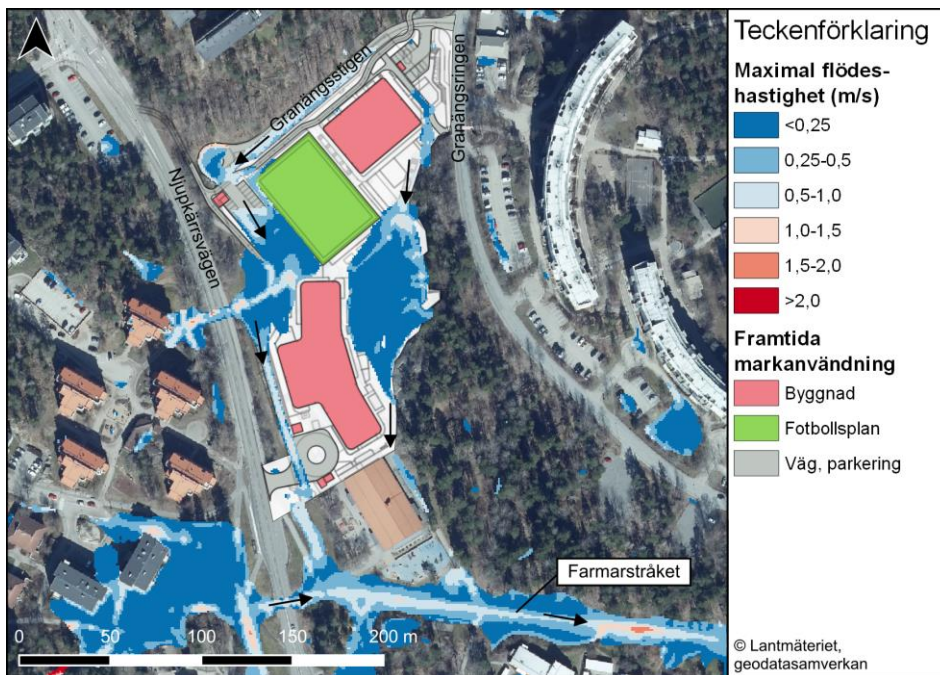 Granängsstigen
Granängsringen
Njupkärrsvägen
Farmarstråket
0 50 100 150 200 m
Teckenförklaring
Maximal flödes-
hastighet (m/s)
<0,25
0,25-0,5
0,5-1,0
1,0-1,5
1,5-2,0
>2,0
Framtida
markanvändning
Byggnad
Fotbollsplan
Väg, parkering
© Lantmäteriet,
geodatasamverkan